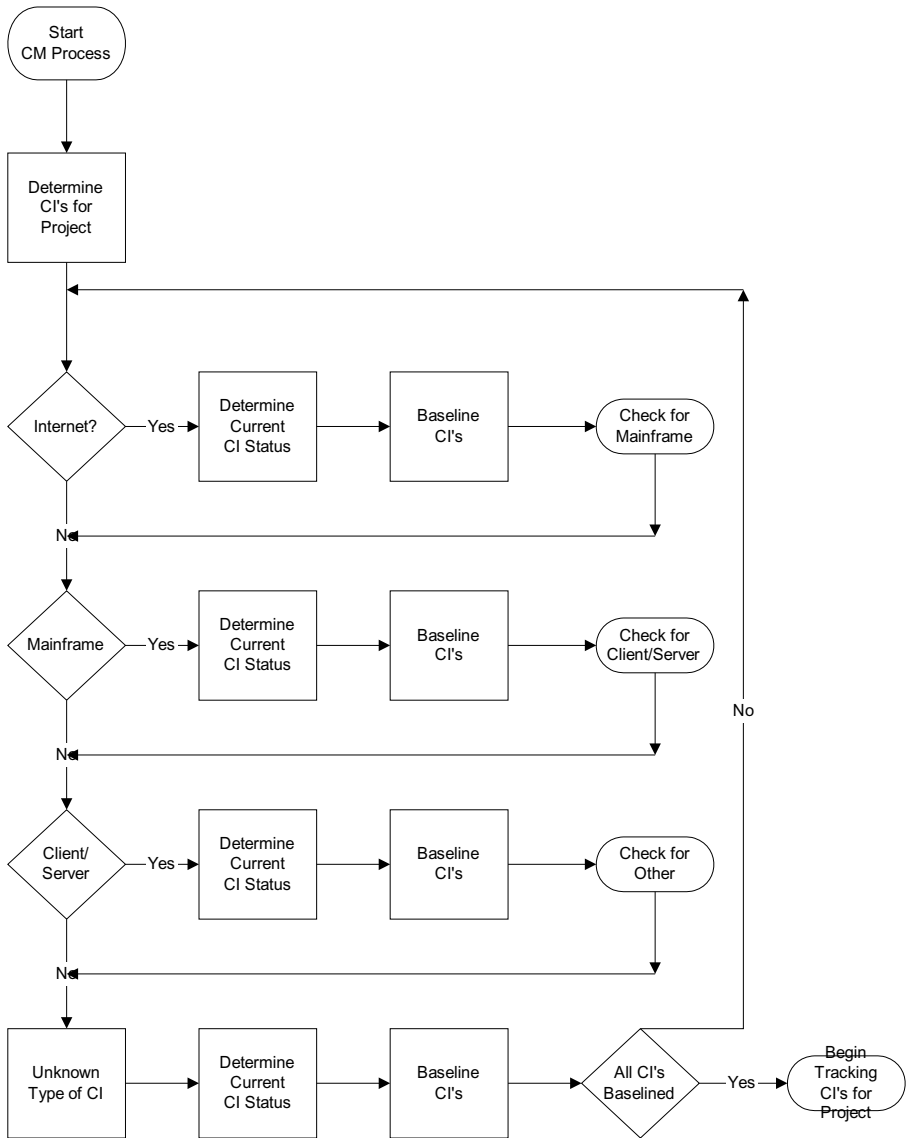 Start
CM Process
Determine
CI's for
Project
Internet?
Yes
Determine
Current
CI Status
Baseline
CI's
Check for
Mainframe
No
Mainframe
Yes
Determine
Current
CI Status
Baseline
CI's
Check for
Client/Server
No
No
Client/
Server
Yes
Determine
Current
CI Status
Baseline
CI's
Check for
Other
No
Unknown
Type of CI
Determine
Current
CI Status
Baseline
CI's
All CI's
Baselined
Yes
Begin
Tracking
CI's for
Project